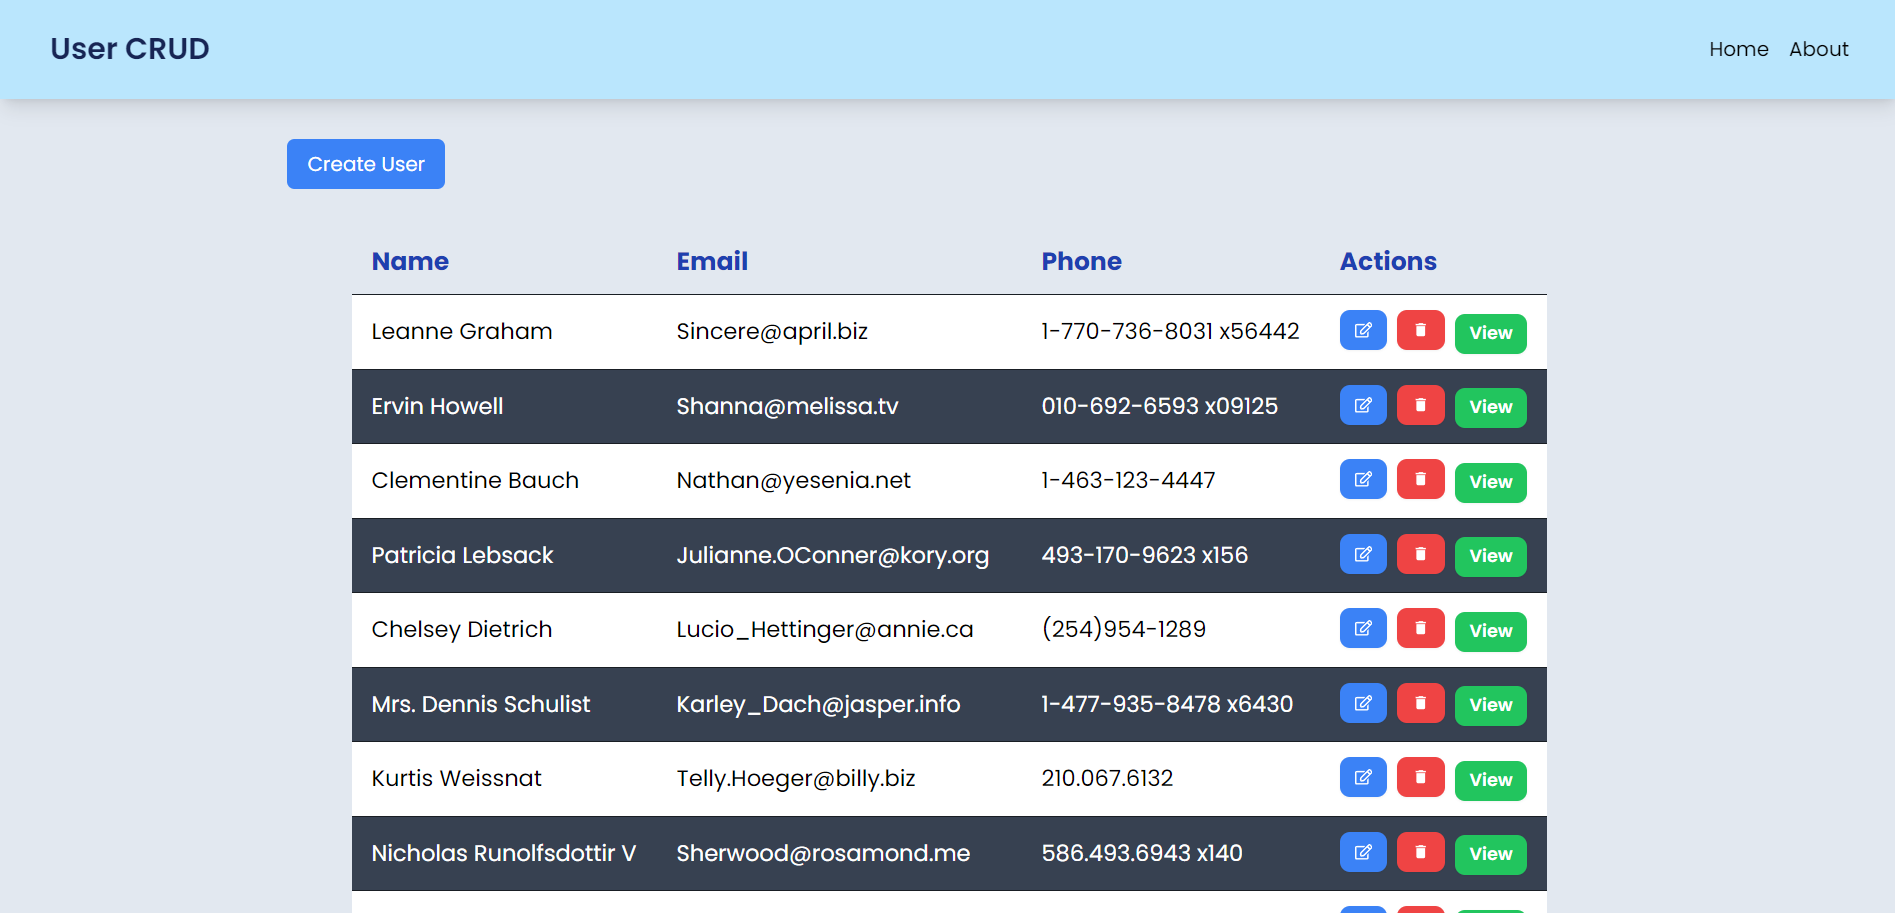 User CRUD Home About
Create User
Name Email Phone Actions
Leanne Graham Sincere@april.biz 1-770-736-8031 x56442 View
Ervin Howell Shanna@melissa.tv 010-692-6593 x09125 View
Clementine Bauch Nathan@yesenia.net 1-463-123-4447 View
Patricia Lebsack Julianne.OConner@kory.org 493-170-9623 x156 View
Chelsey Dietrich Lucio_Hettinger@annie.ca (254)954-1289 View
Mrs. Dennis Schulist Karley_Dach@jasper.info 1-477-935-8478 x6430 View
Kurtis Weissnat Telly.Hoeger@billy.biz 210.067.6132 View
Nicholas Runolfsdottir V Sherwood@rosamond.me 586.493.6943 x140 View